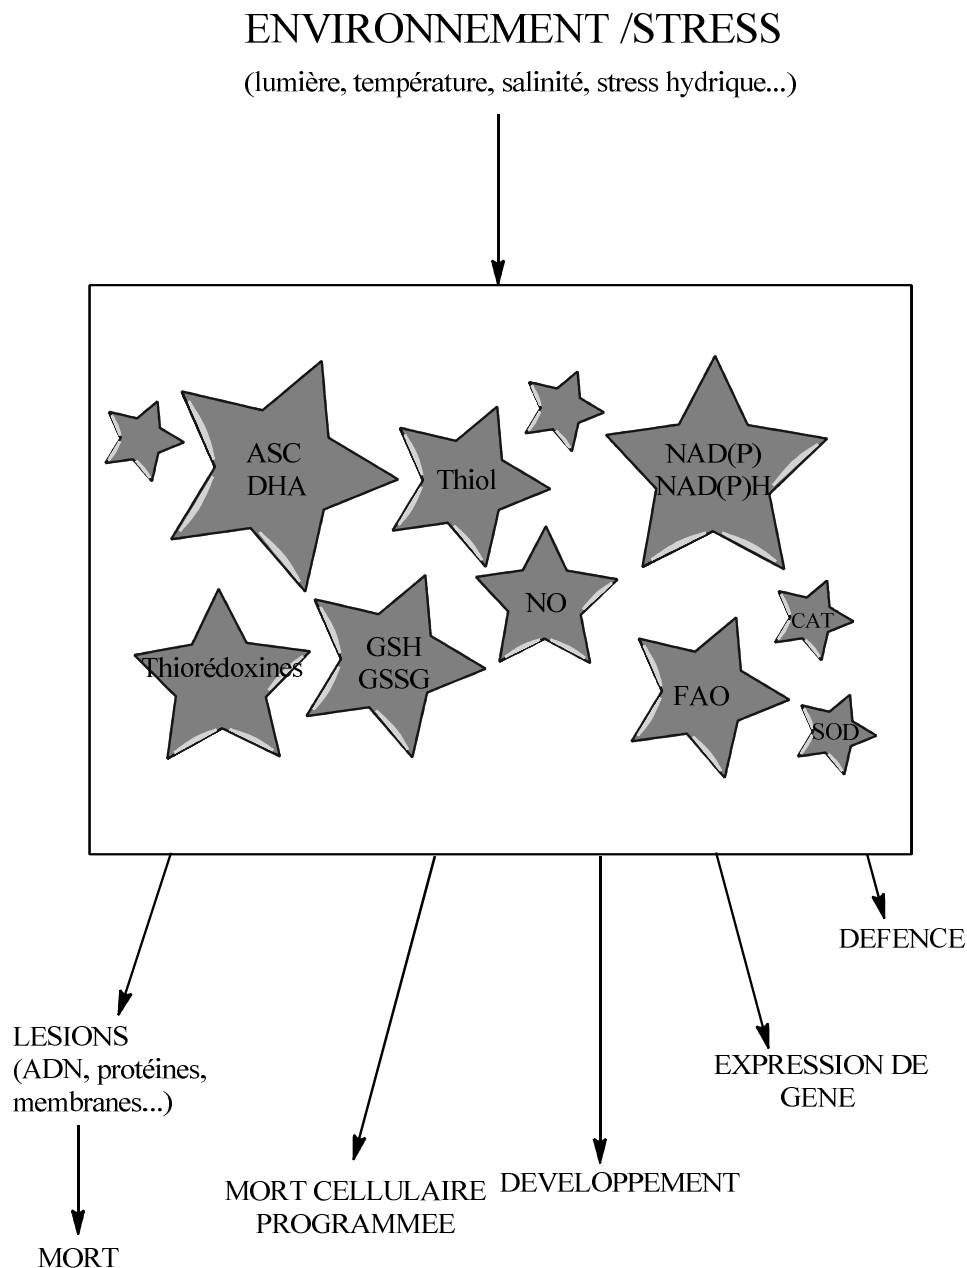 ENVIRONNEMENT /STRESS
(lumière, température, salinité, stress hydrique...)
ASC
DHA
Thiol
NAD(P)
NAD(P)H
NO
CAT
Thiorédoxines
GSH
GSSG
FAO
SOD
DEFENCE
LESIONS
(ADN, protéines,
membranes...)
EXPRESSION DE
GENE
MORT CELLULAIRE
PROGRAMMEE
DEVELOPPEMENT
MORT